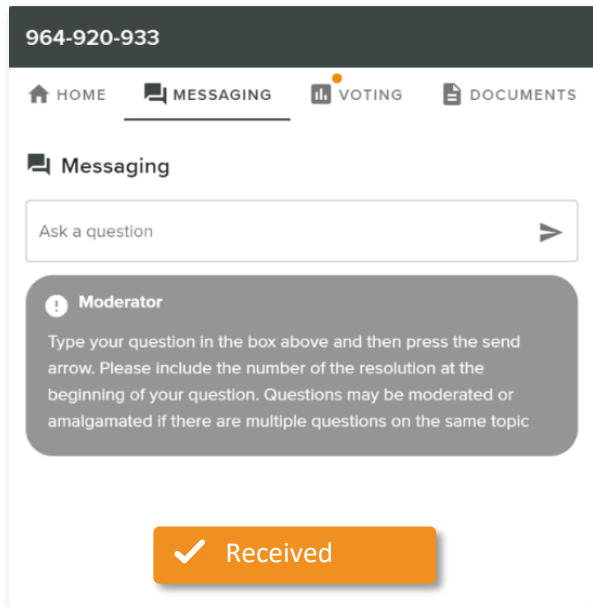 964-920-933
HOME MESSAGING VOTING DOCUMENTS
Messaging
Ask a question
Moderator
Type your question in the box above and then press the send
arrow. Please include the number of the resolution at the
beginning of your question. Questions may be moderated or
amalgamated if there are multiple questions on the same topic
Received